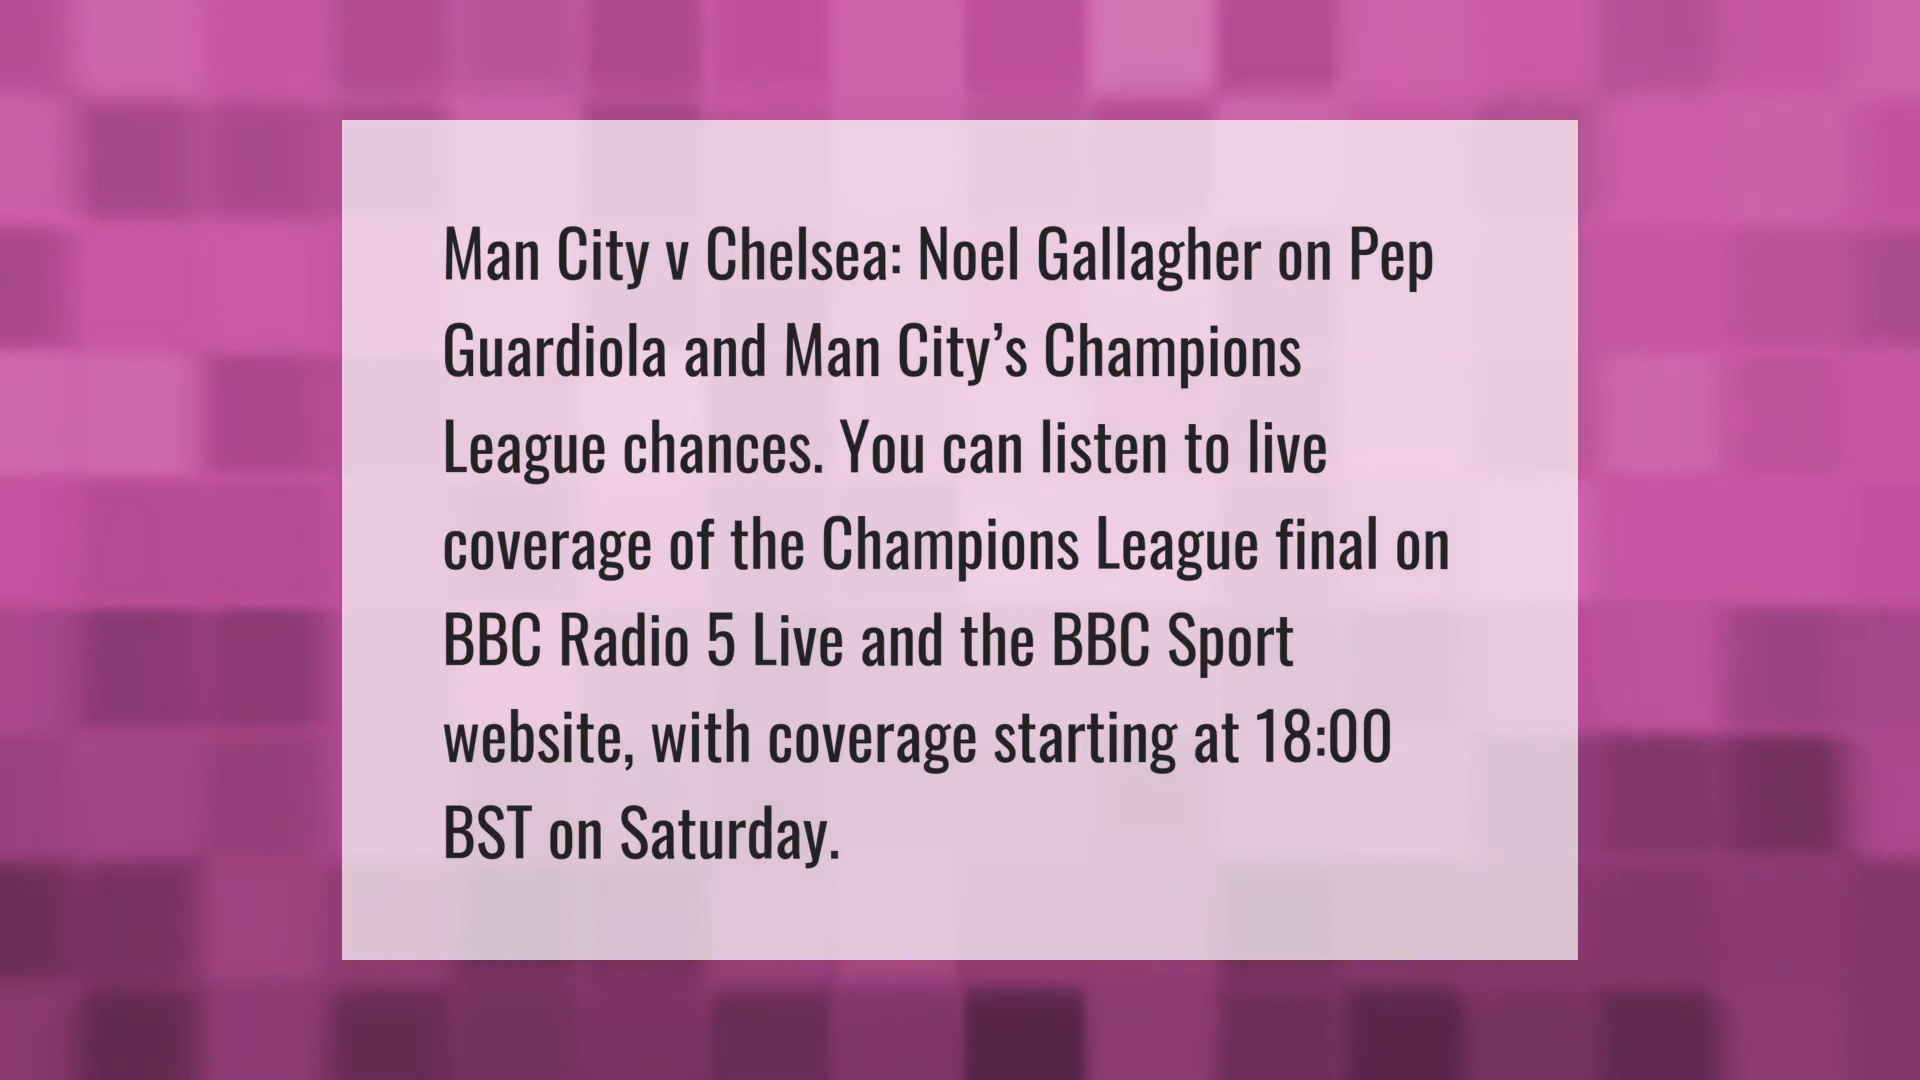 Man City v Chelsea: Noel Gallagher on Pep
Guardiola and Man City’s Champions
League chances. You can listen to live
coverage of the Champions League final on
BBC Radio 5 Live and the BBC Sport
website, with coverage starting at 18:00
BST on Saturday.